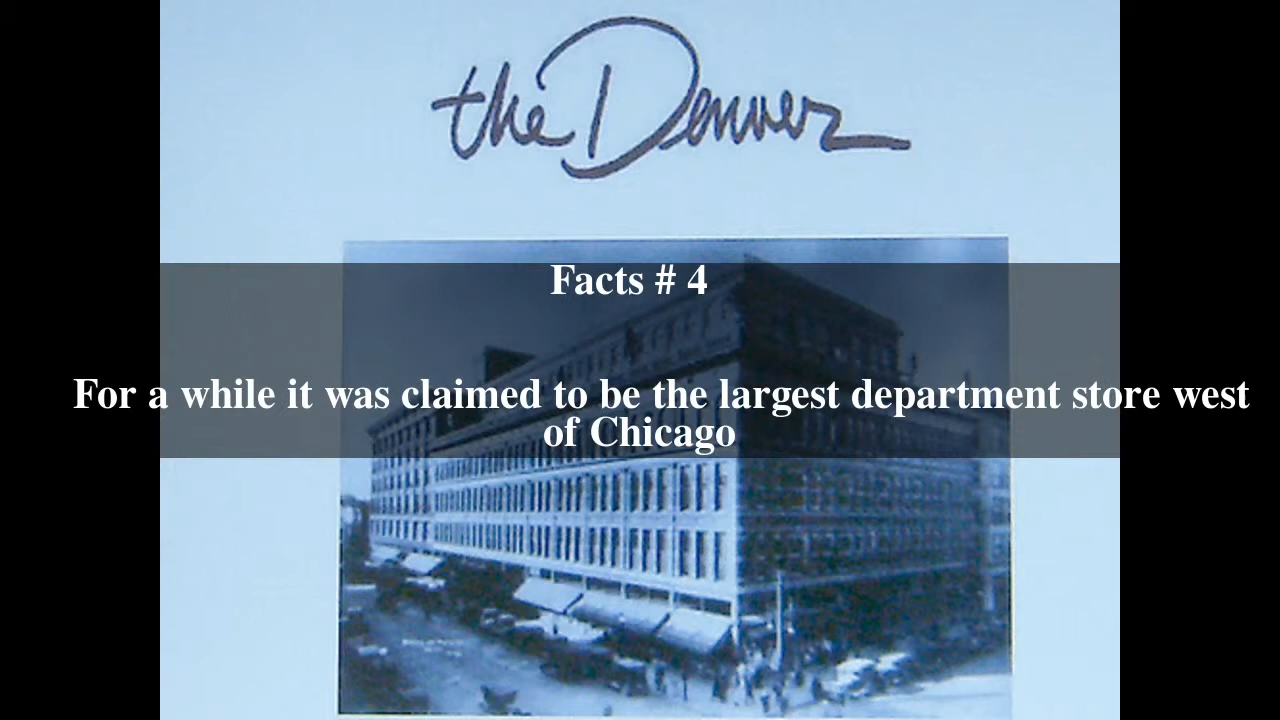 the Denver
Facts # 4
For a while it was claimed to be the largest department store west
of Chicago